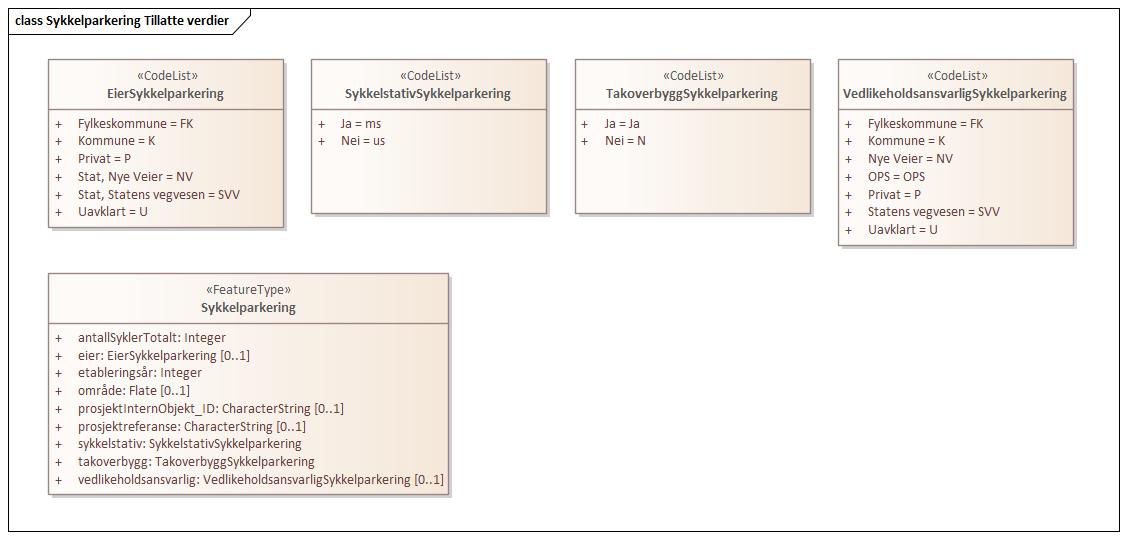 class Sykkelparkering Tillatte verdier
«CodeList»
EierSykkelparkering
+ Fylkeskommune = FK
+ Kommune = K
+ Privat = P
+ Stat, Nye Veier = NV
+ Stat, Statens vegvesen = SVV
+ Uavklart = U
«CodeList»
SykkelstativSykkelparkering
+ Ja = ms
+ Nei = us
«CodeList»
TakoverbyggSykkelparkering
+ Ja = Ja
+ Nei = N
«CodeList»
VedlikeholdsansvarligSykkelparkering
+ Fylkeskommune = FK
+ Kommune = K
+ Nye Veier = NV
+ OPS = OPS
+ Privat = P
+ Statens vegvesen = SVV
+ Uavklart = U
«FeatureType»
Sykkelparkering
+ antallSyklerTotalt: Integer
+ eier: EierSykkelparkering [0..1]
+ etableringsår: Integer
+ område: Flate [0..1]
+ prosjektInternObjekt_ID: CharacterString [0..1]
+ prosjektreferanse: CharacterString [0..1]
+ sykkelstativ: SykkelstativSykkelparkering
+ takoverbygg: TakoverbyggSykkelparkering
+ vedlikeholdsansvarlig: VedlikeholdsansvarligSykkelparkering [0..1]